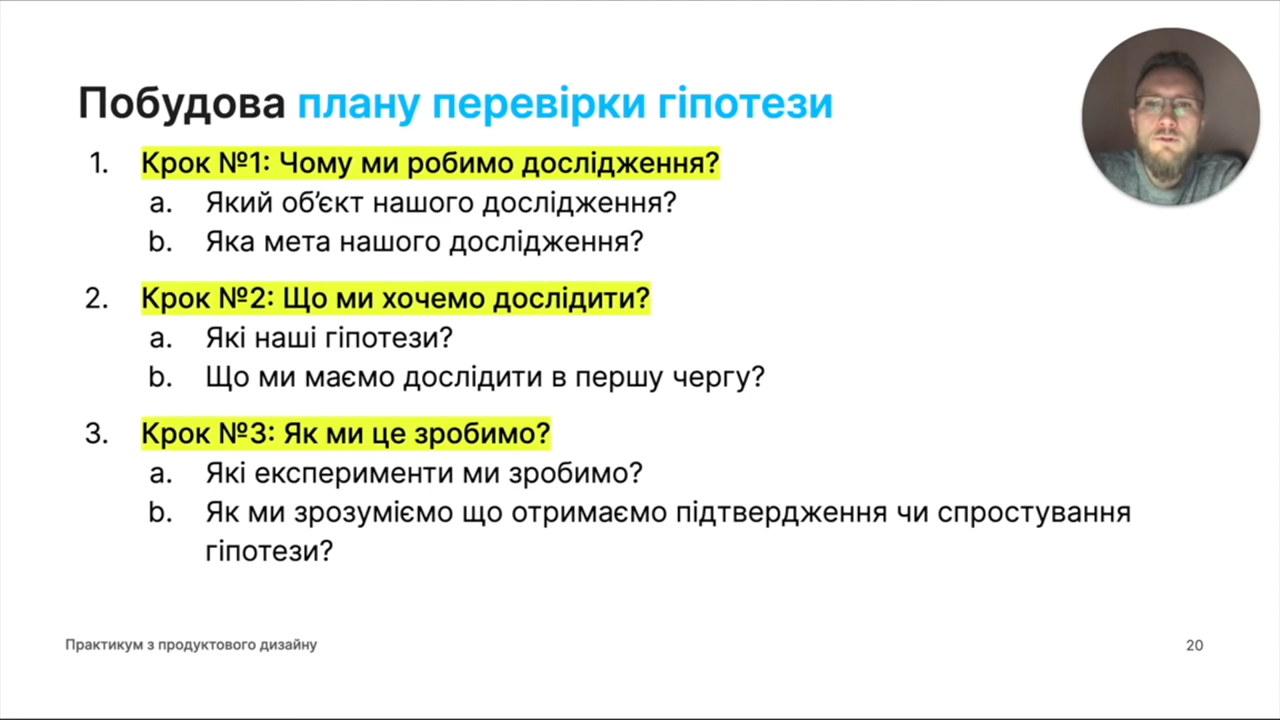 Побудова плану перевірки гіпотези
1. Крок №1: Чому ми робимо дослідження?
a. Який об’єкт нашого дослідження?
b. Яка мета нашого дослідження?
2. Крок №2: Що ми хочемо дослідити?
a. Які наші гіпотези?
b. Що ми маємо дослідити в першу чергу?
3. Крок №3: Як ми це зробимо?
a. Які експерименти ми зробимо?
b. Як ми зрозуміємо що отримаємо підтвердження чи спростування
гіпотези?
Практикум з продуктового дизайну
20